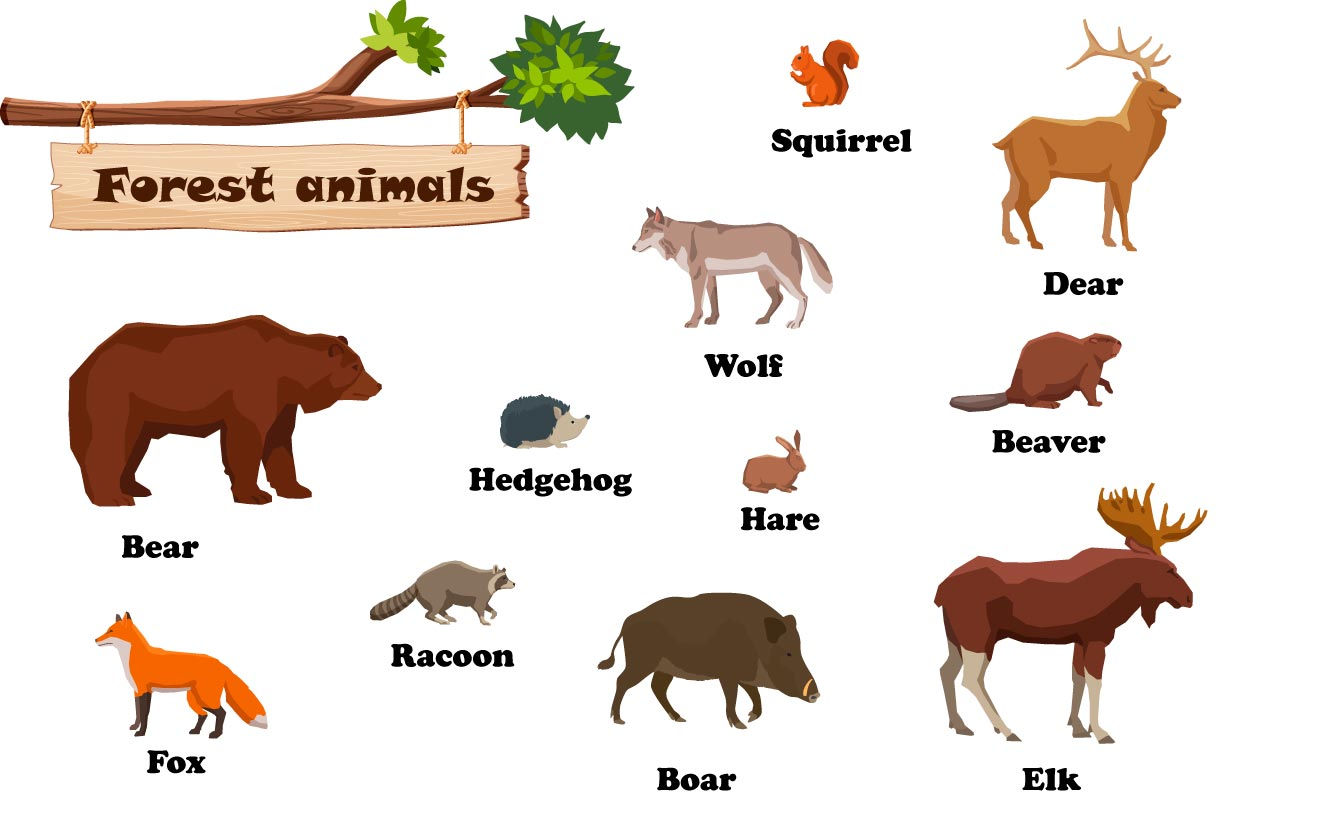 Forest animals
Squirrel
Dear
Wolf
Beaver
Hedgehog
Hare
Bear
Racoon
Fox
Boar
Elk